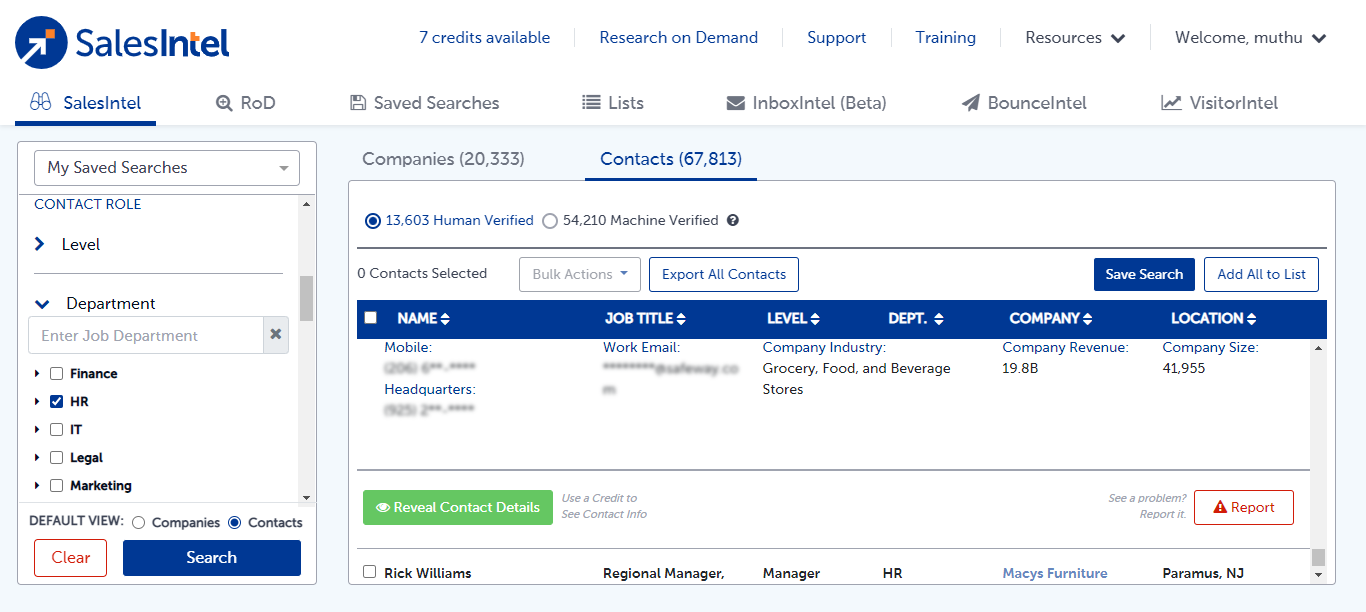 SalesIntel
7 credits available
Research on Demand
Support
Training
Resources
Welcome, muthu
SalesIntel
RoD
Saved Searches
Lists
InboxIntel (Beta)
BounceIntel
VisitorIntel
My Saved Searches
CONTACT ROLE
Level
Department
Enter Job Department
Finance
HR
IT
Legal
Marketing
DEFAULT VIEW: Companies Contacts
Clear
Search
Companies (20,333)
Contacts (67,813)
13,603 Human Verified
54,210 Machine Verified
0 Contacts Selected
Bulk Actions
Export All Contacts
Save Search
Add All to List
NAME
JOB TITLE
LEVEL
DEPT.
COMPANY
LOCATION
Mobile:
(206) 6**-****
Headquarters:
(925) 2**-****
Work Email:
********@safeway.co
m
Company Industry:
Grocery, Food, and Beverage
Stores
Company Revenue:
19.8B
Company Size:
41,955
Reveal Contact Details
Use a Credit to
See Contact Info
See a problem?
Report it.
Report
Rick Williams
Regional Manager,
Manager
HR
Macys Furniture
Paramus, NJ